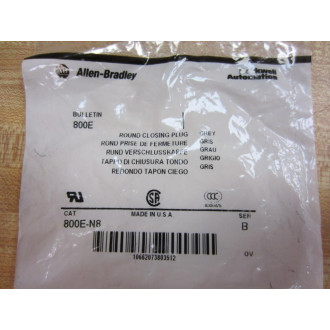 Allen-Bradley
Automation
BULLETIN
800E
ROUND CLOSING PLUG GREY
ROND PRISE DE FERMETURE GRIS
RUND VERSCHLUSSKAPPE GRAU
TAPPO DI CHIUSURA TONDO GRIGIO
REDONDO TAPON CIEGO GRIS
CAT
800E-N8
MADE IN U.S.A.
SER
B
10662073803512